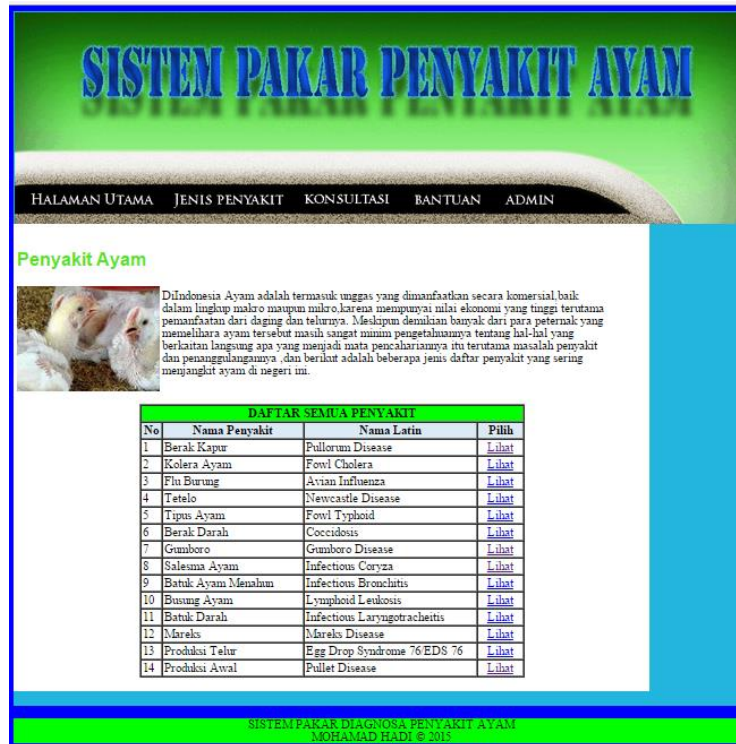 SISTEM PAKAR PENYAKIT AYAM
HALAMAN UTAMA JENIS PENYAKIT KONSULTASI BANTUAN ADMIN
Penyakit Ayam
DiIndonesia Ayam adalah termasuk unggas yang dimanfaatkan secara komersial,baik
dalam lingkup makro maupun mikro,karena mempunyai nilai ekonomi yang tinggi terutama
pemanfaatan dari daging dan telurnya. Meskipun demikian banyak dari para peternak yang
memelihara ayam tersebut masih sangat minim pengetahuannya tentang hal-hal yang
berkaitan langsung apa yang menjadi mata pencahariannya itu terutama masalah penyakit
dan penanggulangannya ,dan berikut adalah beberapa jenis daftar penyakit yang sering
menjangkit ayam di negeri ini.
DAFTAR SEMUA PENYAKIT
No Nama Penyakit Nama Latin Pilih
1 Berak Kapur Pullorum Disease Lihat
2 Kolera Ayam Fowl Cholera Lihat
3 Flu Burung Avian Influenza Lihat
4 Tetelo Newcastle Disease Lihat
5 Tipus Ayam Fowl Typhoid Lihat
6 Berak Darah Coccidosis Lihat
7 Gumboro Gumboro Disease Lihat
8 Salesma Ayam Infectious Coryza Lihat
9 Batuk Ayam Menahun Infectious Bronchitis Lihat
10 Busung Ayam Lymphoid Leukosis Lihat
11 Batuk Darah Infectious Laryngotracheitis Lihat
12 Mareks Mareks Disease Lihat
13 Produksi Telur Egg Drop Syndrome 76/EDS 76 Lihat
14 Produksi Awal Pullet Disease Lihat
SISTEM PAKAR DIAGNOSA PENYAKIT AYAM
MOHAMAD HADI © 2015